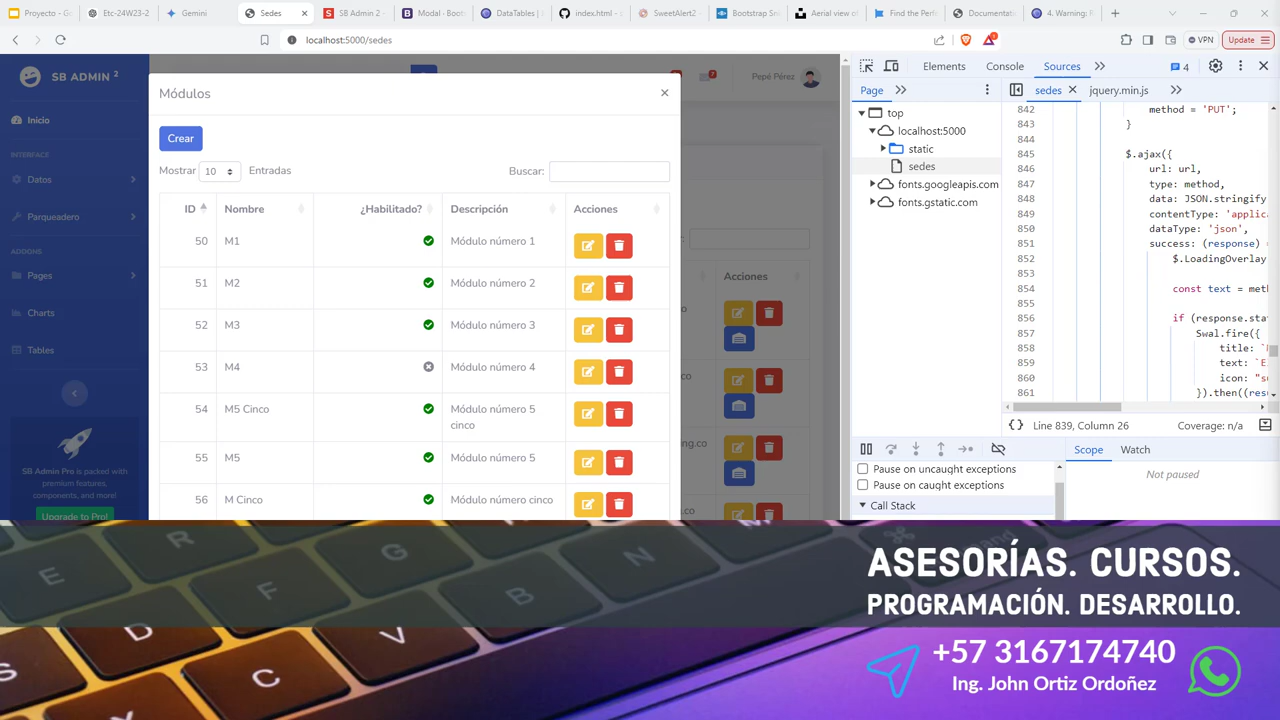 Proyecto - G
Etc-24W23-2
Gemini
Sedes
SB Admin 2 -
Modal · Boot
DataTables |
index.html -
SweetAlert2
Bootstrap Sn
Aerial view of
Find the Perf
Documentati
4. Warning: R
localhost:5000/sedes
VPN
Update
SB ADMIN 2
Inicio
INTERFACE
Datos
Parqueadero
ADDONS
Pages
Charts
Tables
SB Admin Pro is packed with
premium features,
components, and more!
Upgrade to Pro!
7
Pepé Pérez
Módulos
Crear
Mostrar 10 Entradas
Buscar:
ID Nombre ¿Habilitado? Descripción Acciones
50 M1 Módulo número 1
51 M2 Módulo número 2
52 M3 Módulo número 3
53 M4 Módulo número 4
54 M5 Cinco Módulo número 5
cinco
55 M5 Módulo número 5
56 M Cinco Módulo número cinco
Acciones
.co
ng.co
.co
Elements Console Sources 4
Page
sedes jquery.min.js
top
localhost:5000
static
sedes
fonts.googleapis.com
fonts.gstatic.com
842 method = 'PUT';
843 }
844
845 $.ajax({
846 url: url,
847 type: method,
848 data: JSON.stringify
849 contentType: 'applica
850 dataType: 'json',
851 success: (response)
852 $.LoadingOverlay
853
854 const text = meth
855
856 if (response.stat
857 Swal.fire({
858 title: `
859 text: `E
860 icon: "su
861 }).then((resu
Line 839, Column 26
Coverage: n/a
Scope Watch
Pause on uncaught exceptions
Pause on caught exceptions
Not paused
Call Stack
ASESORÍAS. CURSOS.
PROGRAMACIÓN. DESARROLLO.
+57 3167174740
Ing. John Ortiz Ordoñez